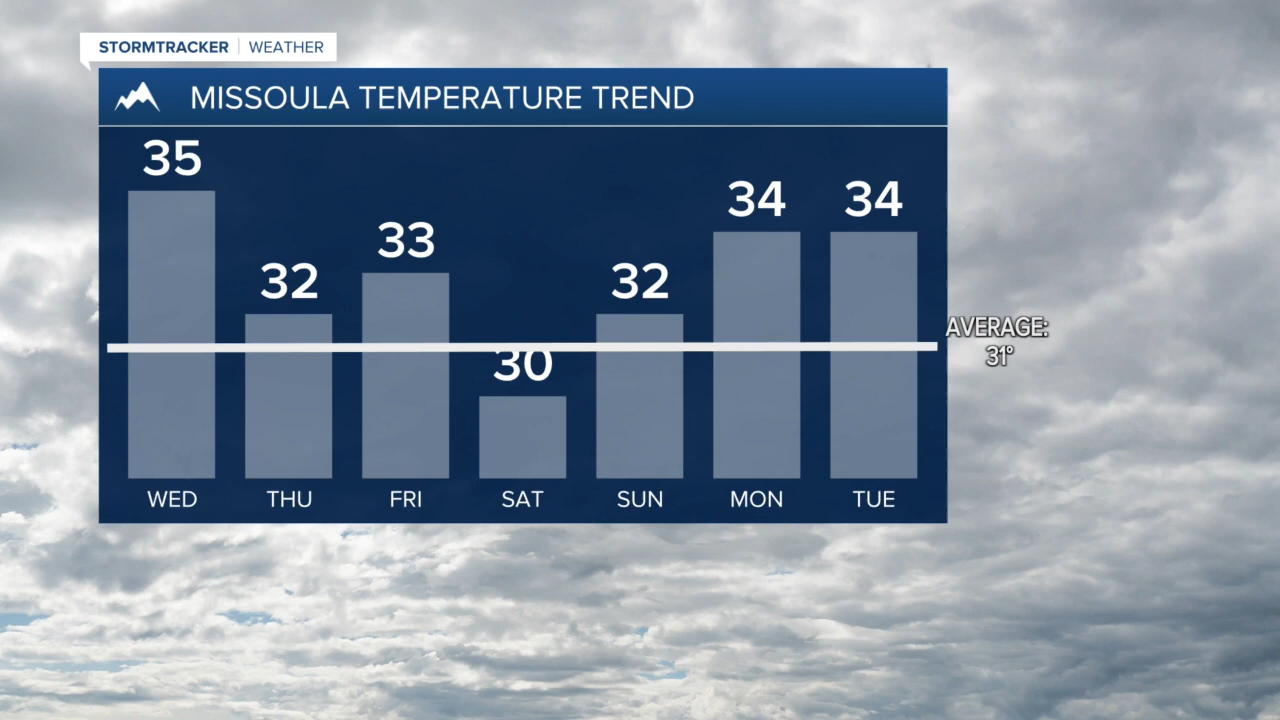 STORMTRACKER | WEATHER
MISSOULA TEMPERATURE TREND
35 32 33 30 32 34 34
AVERAGE:
31°
WED THU FRI SAT SUN MON TUE